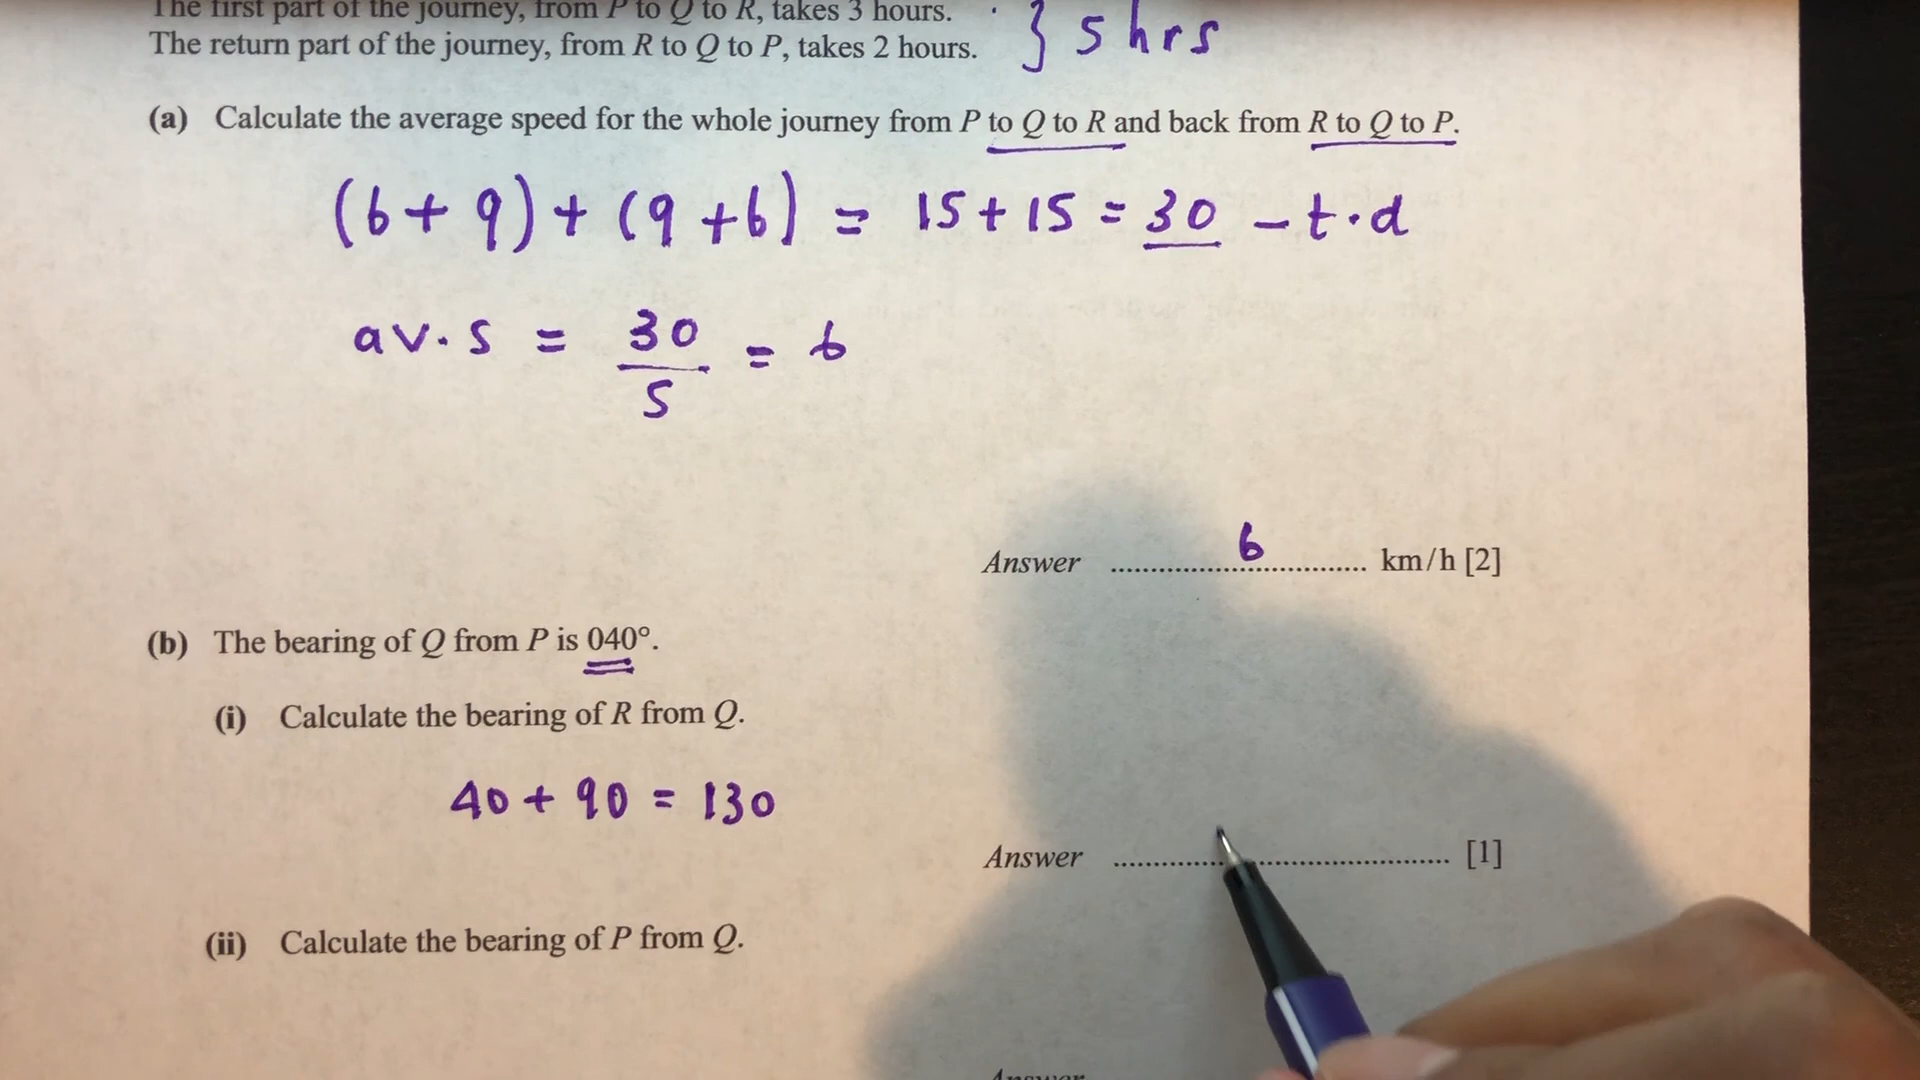 The first part of the journey, from P to Q to R, takes 3 hours.
The return part of the journey, from R to Q to P, takes 2 hours.
} 5 hrs
(a) Calculate the average speed for the whole journey from P to Q to R and back from R to Q to P.
(6 + 9) + (9 + 6) = 15 + 15 = 30 - t.d
av.s = 30/5 = 6
Answer .............6............. km/h [2]
(b) The bearing of Q from P is 040°.
(i) Calculate the bearing of R from Q.
40 + 90 = 130
Answer .......................................... [1]
(ii) Calculate the bearing of P from Q.
Answer